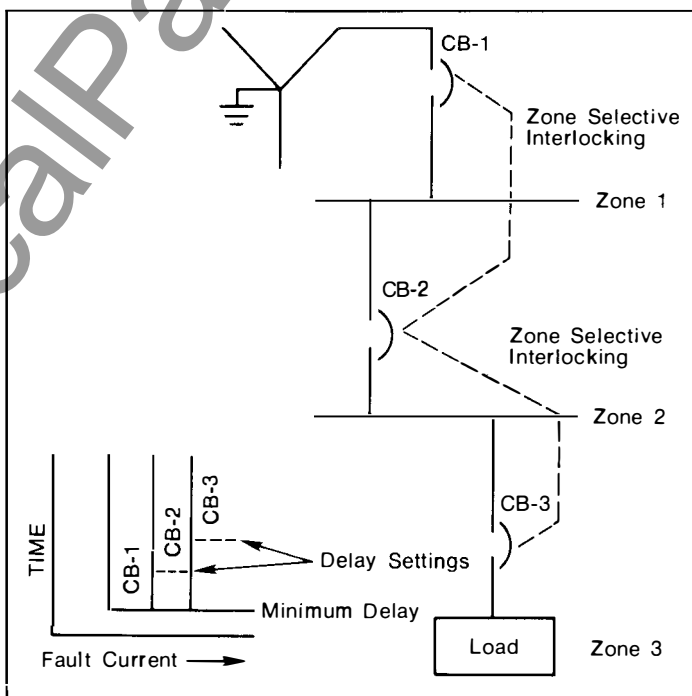 CB-1
Zone Selective
Interlocking
Zone 1
CB-2
Zone Selective
Interlocking
Zone 2
CB-3
TIME
CB-1
CB-2
CB-3
Delay Settings
Minimum Delay
Fault Current
Load
Zone 3